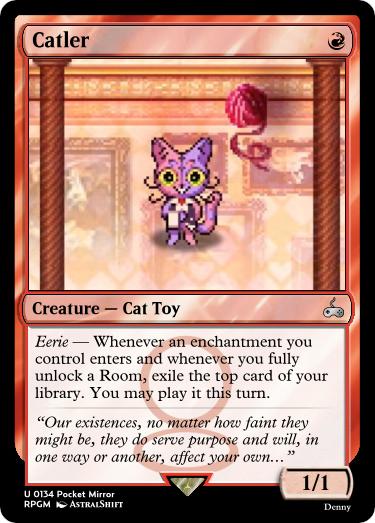 Catler
Creature — Cat Toy
Eerie — Whenever an enchantment you
control enters and whenever you fully
unlock a Room, exile the top card of your
library. You may play it this turn.
“Our existences, no matter how faint they
might be, they do serve purpose and will, in
one way or another, affect your own…”
1/1
U 0134 Pocket Mirror
RPGM AstralShift
Denny